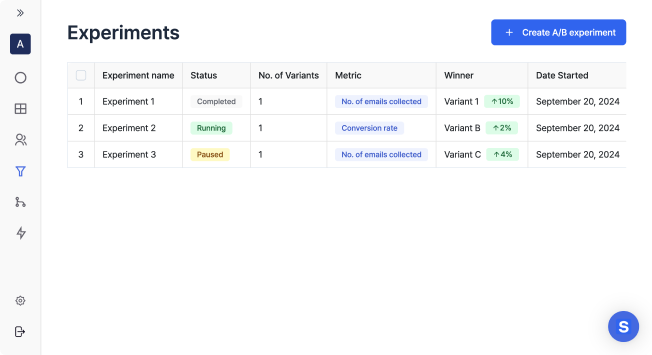 A
Experiments
+ Create A/B experiment
Experiment name Status No. of Variants Metric Winner Date Started
1 Experiment 1 Completed 1 No. of emails collected Variant 1 ↑10% September 20, 2024
2 Experiment 2 Running 1 Conversion rate Variant B ↑2% September 20, 2024
3 Experiment 3 Paused 1 No. of emails collected Variant C ↑4% September 20, 2024
S